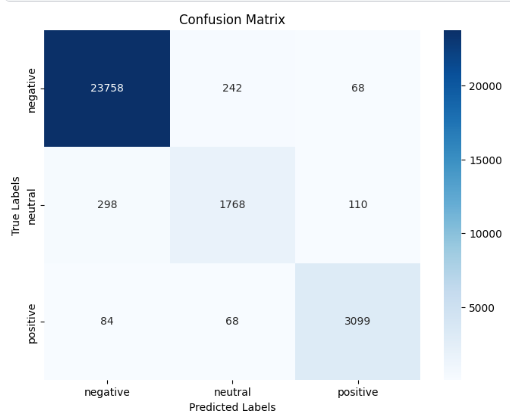 Confusion Matrix
negative
23758 242 68
neutral
298 1768 110
positive
84 68 3099
True Labels
negative neutral positive
Predicted Labels
20000
15000
10000
5000